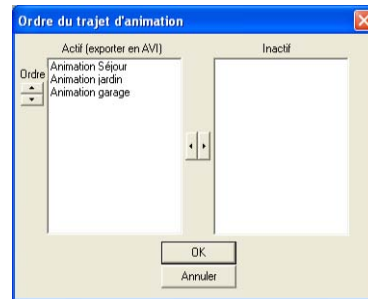 Ordre du trajet d'animation
Actif (exporter en AVI)
Inactif
Ordre
Animation Séjour
Animation jardin
Animation garage
OK
Annuler